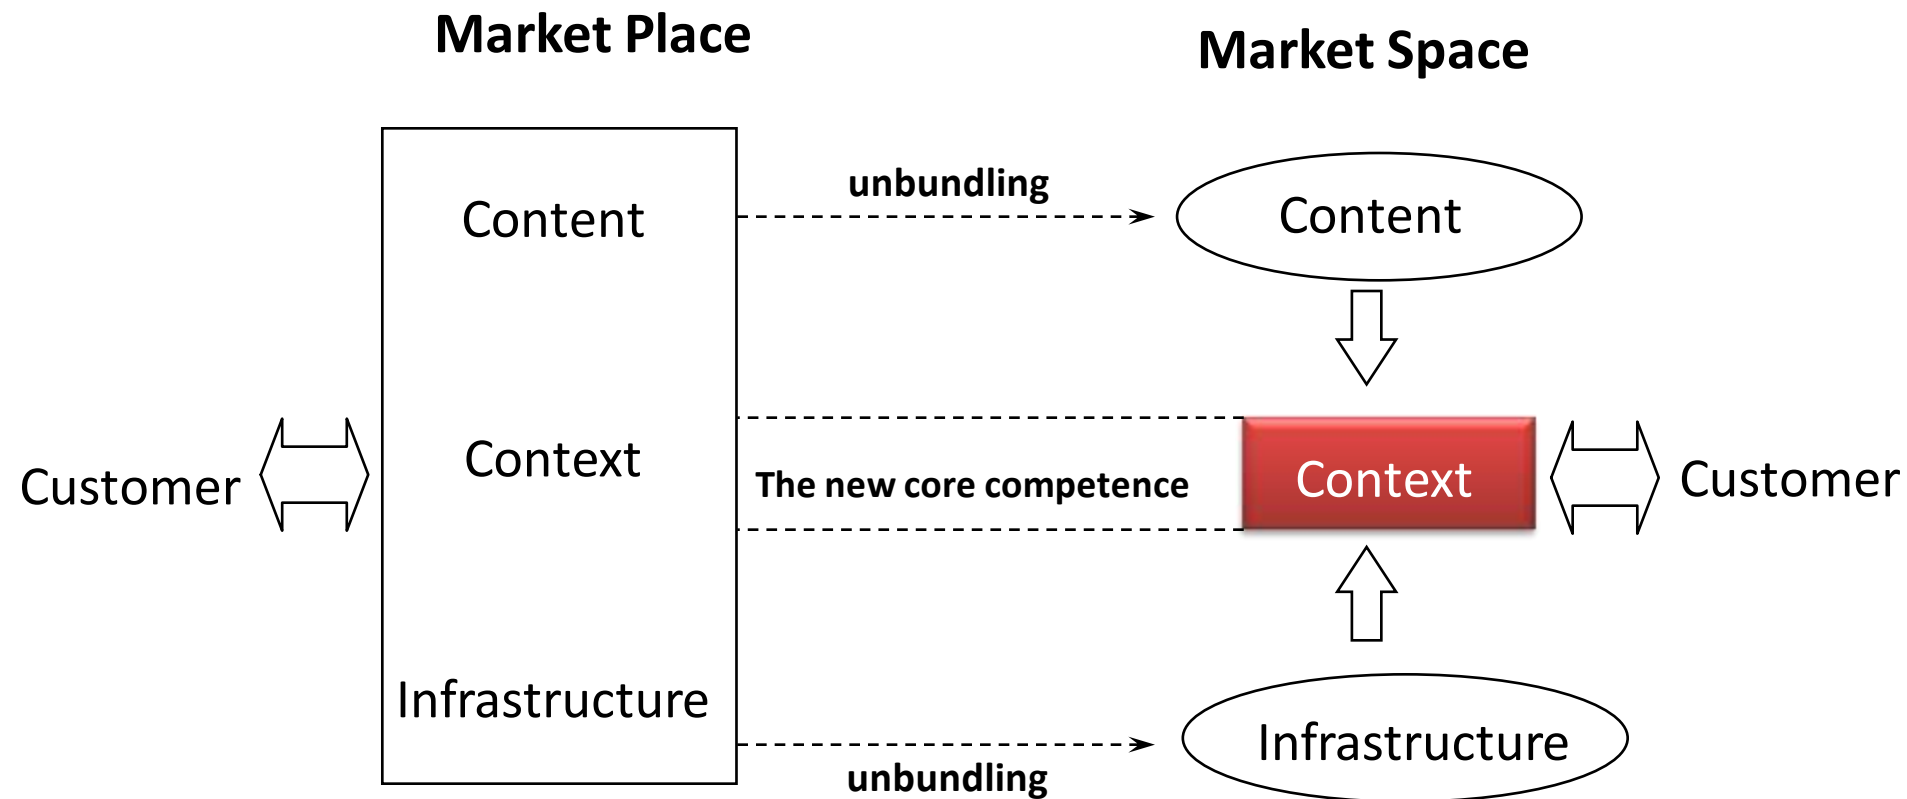 Market Place
Market Space
Content
unbundling
Content
Customer
Context
The new core competence
Context
Customer
Infrastructure
unbundling
Infrastructure